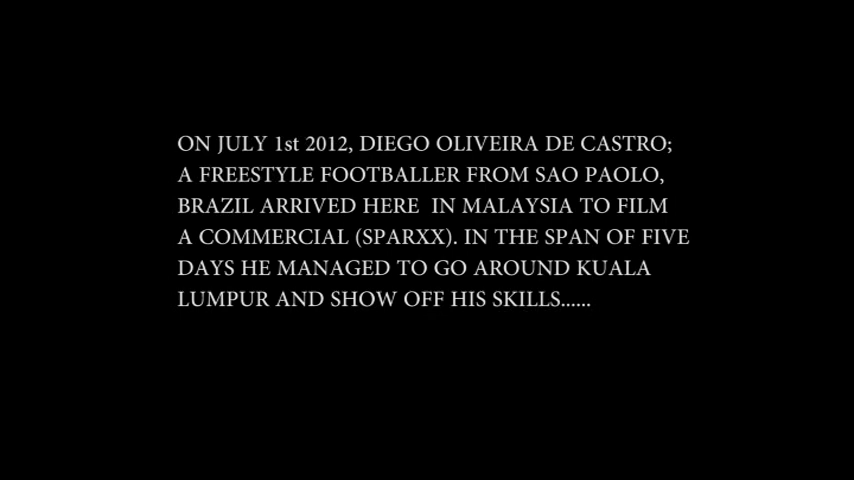 ON JULY 1st 2012, DIEGO OLIVEIRA DE CASTRO;
A FREESTYLE FOOTBALLER FROM SAO PAOLO,
BRAZIL ARRIVED HERE  IN MALAYSIA TO FILM
A COMMERCIAL (SPARXX). IN THE SPAN OF FIVE
DAYS HE MANAGED TO GO AROUND KUALA
LUMPUR AND SHOW OFF HIS SKILLS......